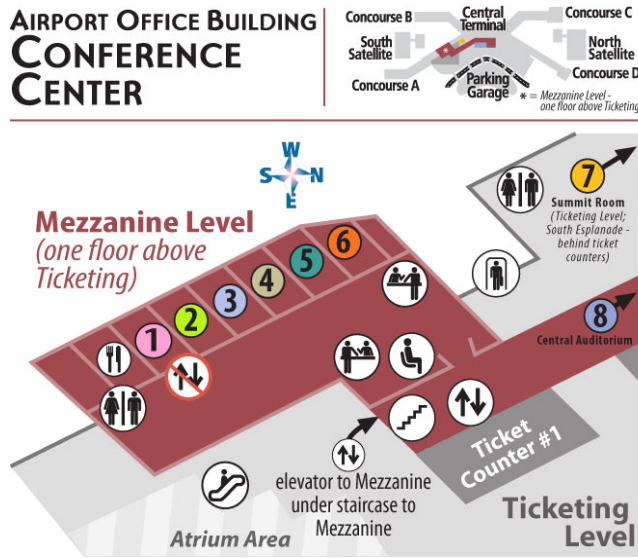 AIRPORT OFFICE BUILDING
CONFERENCE
CENTER
Concourse B
Central
Terminal
Concourse C
South
Satellite
North
Satellite
Concourse A
Parking
Garage
Concourse D
* = Mezzanine Level -
one floor above Ticketing
W
S N
E
Mezzanine Level
(one floor above
Ticketing)
1
2
3
4
5
6
7
Summit Room
(Ticketing Level;
South Esplanade -
behind ticket
counters)
8
Central Auditorium
Ticket
Counter #1
elevator to Mezzanine
under staircase to
Mezzanine
Atrium Area
Ticketing
Level